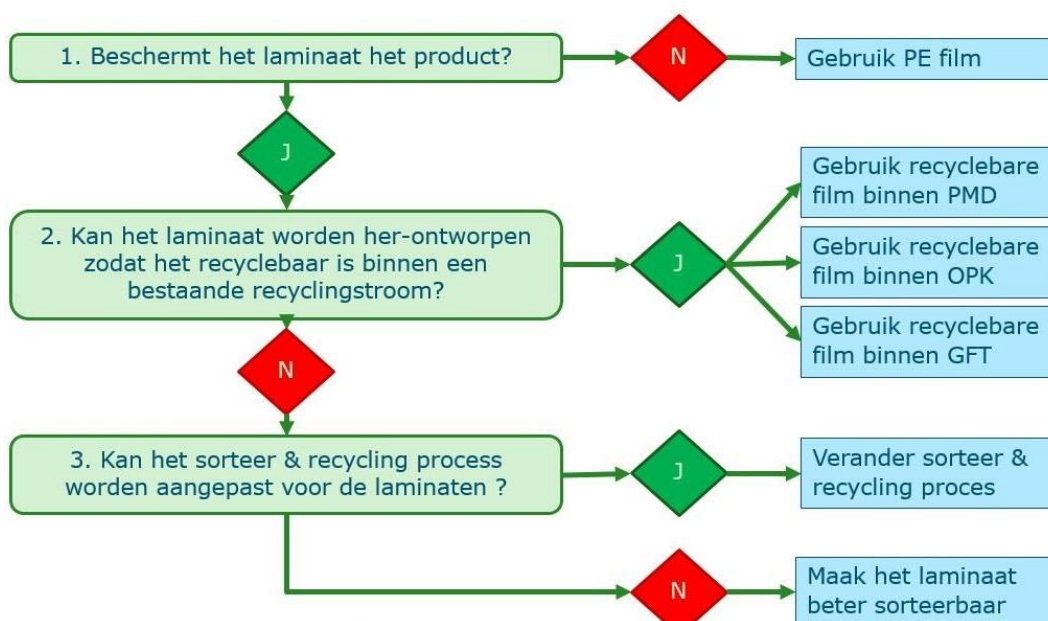 1. Beschermt het laminaat het product?
N
Gebruik PE film
J
2. Kan het laminaat worden her-ontworpen
zodat het recyclebaar is binnen een
bestaande recyclingstroom?
J
Gebruik recyclebare
film binnen PMD
Gebruik recyclebare
film binnen OPK
Gebruik recyclebare
film binnen GFT
N
3. Kan het sorteer & recycling process
worden aangepast voor de laminaten ?
J
Verander sorteer &
recycling proces
N
Maak het laminaat
beter sorteerbaar